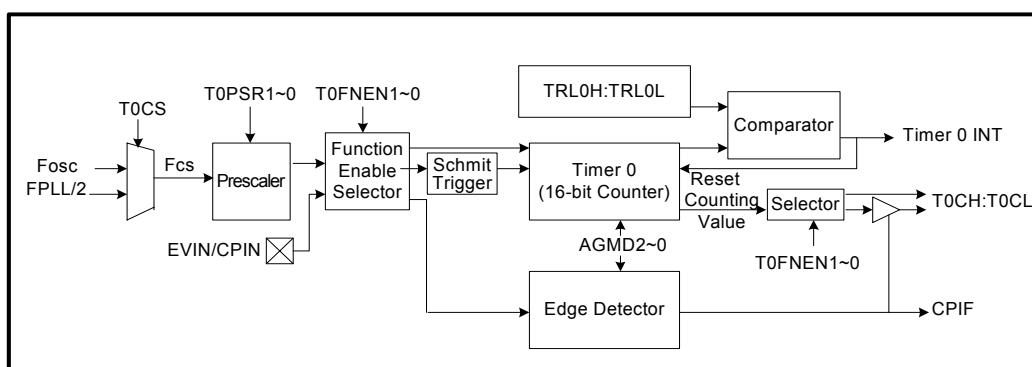 TRL0H:TRL0L
T0PSR1~0
T0FNEN1~0
T0CS
Comparator
Timer 0 INT
Fosc
FPLL/2
Fcs
Prescaler
Function
Enable
Selector
Schmit
Trigger
Timer 0
(16-bit Counter)
Reset
Counting
Value
Selector
T0CH:T0CL
EVIN/CPIN
AGMD2~0
T0FNEN1~0
Edge Detector
CPIF